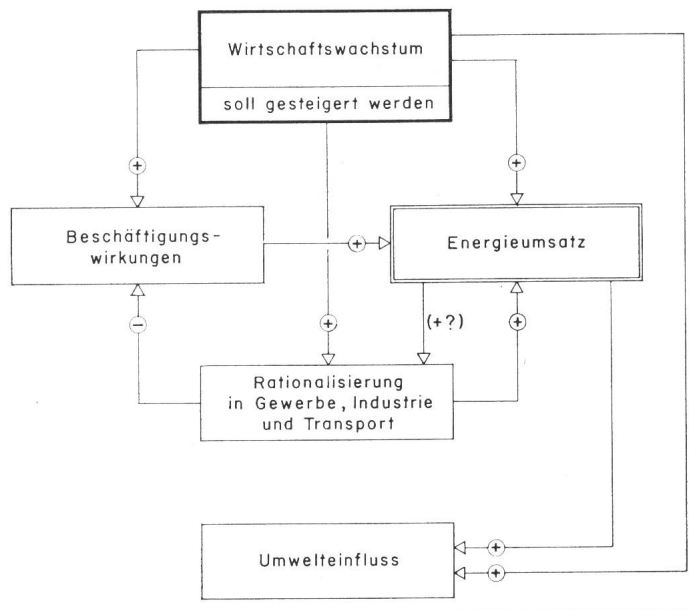 Wirtschaftswachstum
soll gesteigert werden
+
+
Beschäftigungs-
wirkungen
+
Energieumsatz
−
+
(+?)
+
Rationalisierung
in Gewerbe, Industrie
und Transport
Umwelteinfluss
+
+